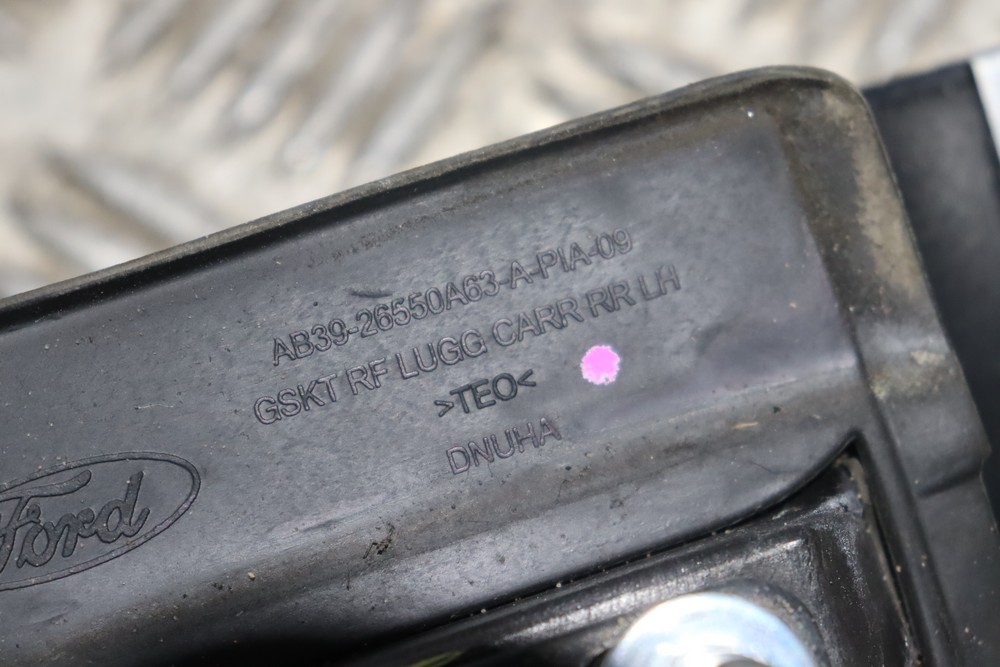 AB39-26550A63-A-PIA-09
GSKT RF LUGG CARR RR LH
>TEO<
DNUHA
Ford